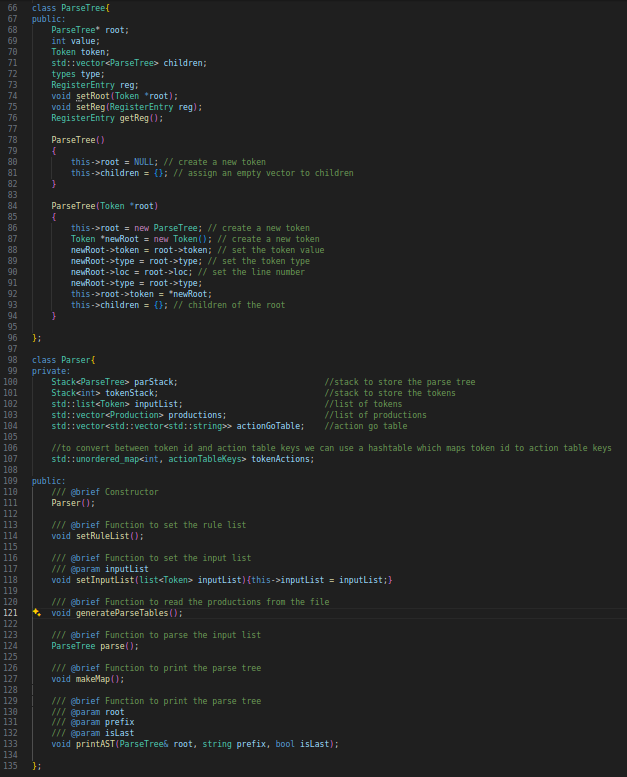 66 class ParseTree{
67 public:
68     ParseTree* root;
69     int value;
70     Token token;
71     std::vector<ParseTree> children;
72     types type;
73     RegisterEntry reg;
74     void setRoot(Token *root);
75     void setReg(RegisterEntry reg);
76     RegisterEntry getReg();
77
78     ParseTree()
79     {
80         this->root = NULL; // create a new token
81         this->children = {}; // assign an empty vector to children
82     }
83
84     ParseTree(Token *root)
85     {
86         this->root = new ParseTree; // create a new token
87         Token *newRoot = new Token(); // create a new token
88         newRoot->token = root->token; // set the token value
89         newRoot->type = root->type; // set the token type
90         newRoot->loc = root->loc; // set the line number
91         newRoot->type = root->type;
92         this->root->token = *newRoot;
93         this->children = {}; // children of the root
94     }
95
96 };
97
98 class Parser{
99 private:
100     Stack<ParseTree> parStack;                              //stack to store the parse tree
101     Stack<int> tokenStack;                                  //stack to store the tokens
102     std::list<Token> inputList;                             //list of tokens
103     std::vector<Production> productions;                    //list of productions
104     std::vector<std::vector<std::string>> actionGoTable;    //action go table
105
106     //to convert between token id and action table keys we can use a hashtable which maps token id to action table keys
107     std::unordered_map<int, actionTableKeys> tokenActions;
108
109 public:
110     /// @brief Constructor
111     Parser();
112
113     /// @brief Function to set the rule list
114     void setRuleList();
115
116     /// @brief Function to set the input list
117     /// @param inputList
118     void setInputList(list<Token> inputList){this->inputList = inputList;}
119
120     /// @brief Function to read the productions from the file
121     void generateParseTables();
122
123     /// @brief Function to parse the input list
124     ParseTree parse();
125
126     /// @brief Function to print the parse tree
127     void makeMap();
128
129     /// @brief Function to print the parse tree
130     /// @param root
131     /// @param prefix
132     /// @param isLast
133     void printAST(ParseTree& root, string prefix, bool isLast);
134
135 };